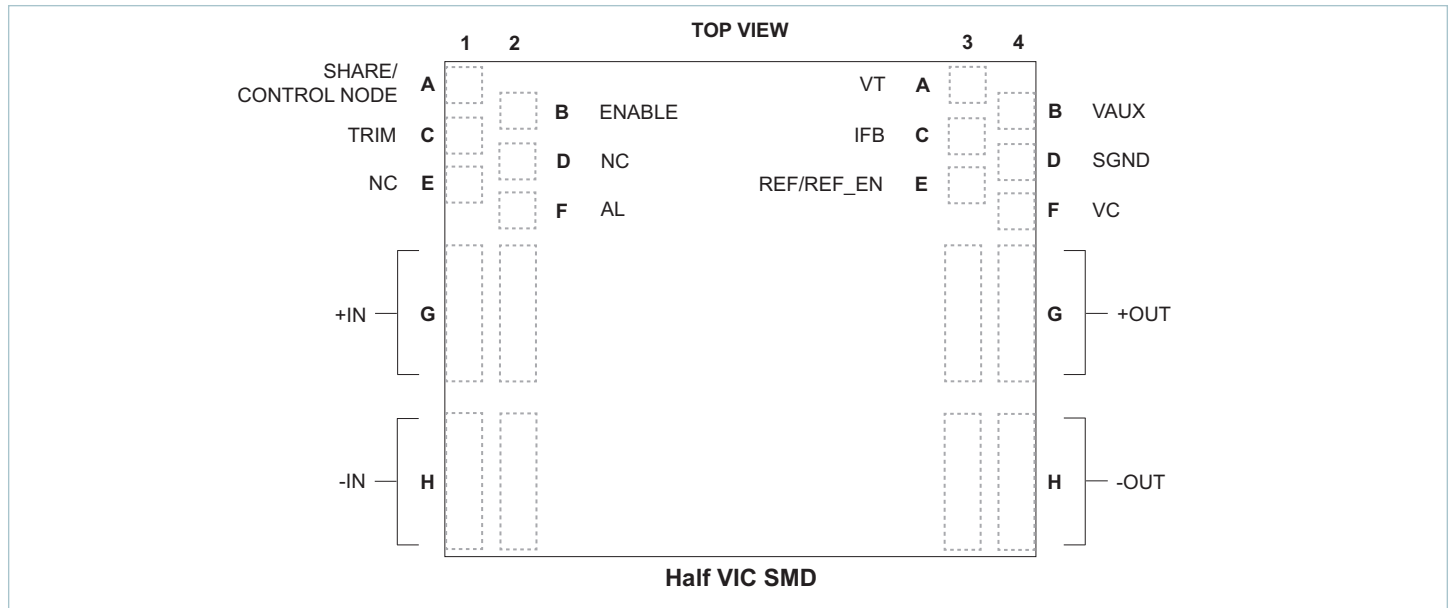 TOP VIEW
1 2 3 4
SHARE/
CONTROL NODE A
B ENABLE
TRIM C
D NC
NC E
F AL
VT A
B VAUX
IFB C
D SGND
REF/REF_EN E
F VC
+IN G
G +OUT
-IN H
H -OUT
Half VIC SMD